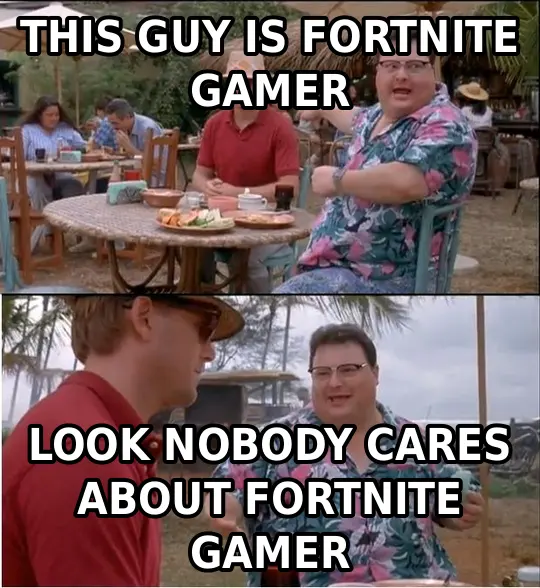 THIS GUY IS FORTNITE
GAMER
LOOK NOBODY CARES
ABOUT FORTNITE
GAMER